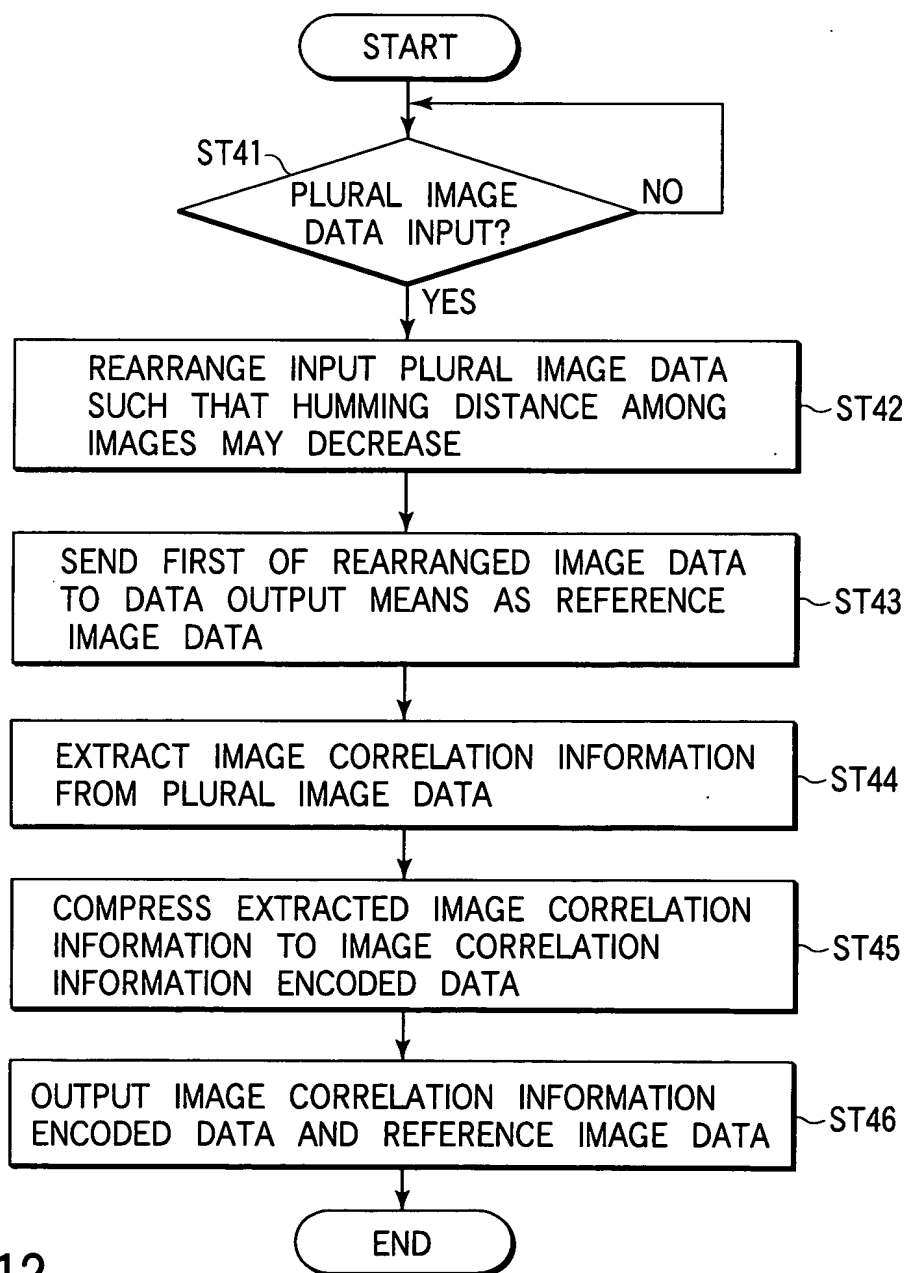 START
ST41
PLURAL IMAGE
DATA INPUT?
NO
YES
REARRANGE INPUT PLURAL IMAGE DATA
SUCH THAT HUMMING DISTANCE AMONG
IMAGES MAY DECREASE
ST42
SEND FIRST OF REARRANGED IMAGE DATA
TO DATA OUTPUT MEANS AS REFERENCE
IMAGE DATA
ST43
EXTRACT IMAGE CORRELATION INFORMATION
FROM PLURAL IMAGE DATA
ST44
COMPRESS EXTRACTED IMAGE CORRELATION
INFORMATION TO IMAGE CORRELATION
INFORMATION ENCODED DATA
ST45
OUTPUT IMAGE CORRELATION INFORMATION
ENCODED DATA AND REFERENCE IMAGE DATA
ST46
END
12